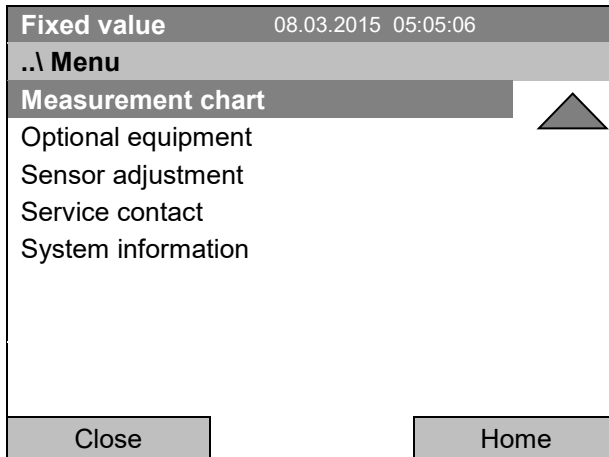 Fixed value 08.03.2015 05:05:06
..\ Menu
Measurement chart
Optional equipment
Sensor adjustment
Service contact
System information
Close Home